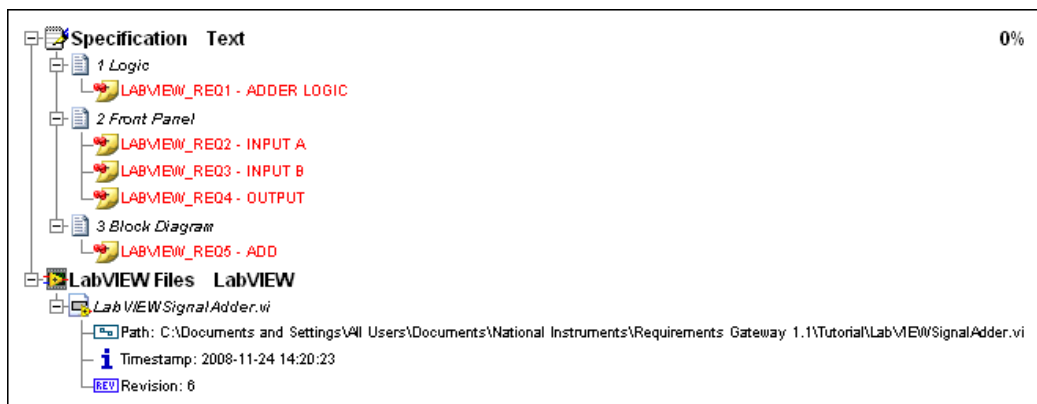 Specification Text 0%
1 Logic
LABVIEW_REQ1 - ADDER LOGIC
2 Front Panel
LABVIEW_REQ2 - INPUT A
LABVIEW_REQ3 - INPUT B
LABVIEW_REQ4 - OUTPUT
3 Block Diagram
LABVIEW_REQ5 - ADD
LabVIEW Files LabVIEW
LabVIEWSignalAdder.vi
Path: C:\Documents and Settings\All Users\Documents\National Instruments\Requirements Gateway 1.1\Tutorial\LabVIEWSignalAdder.vi
Timestamp: 2008-11-24 14:20:23
REV Revision: 6